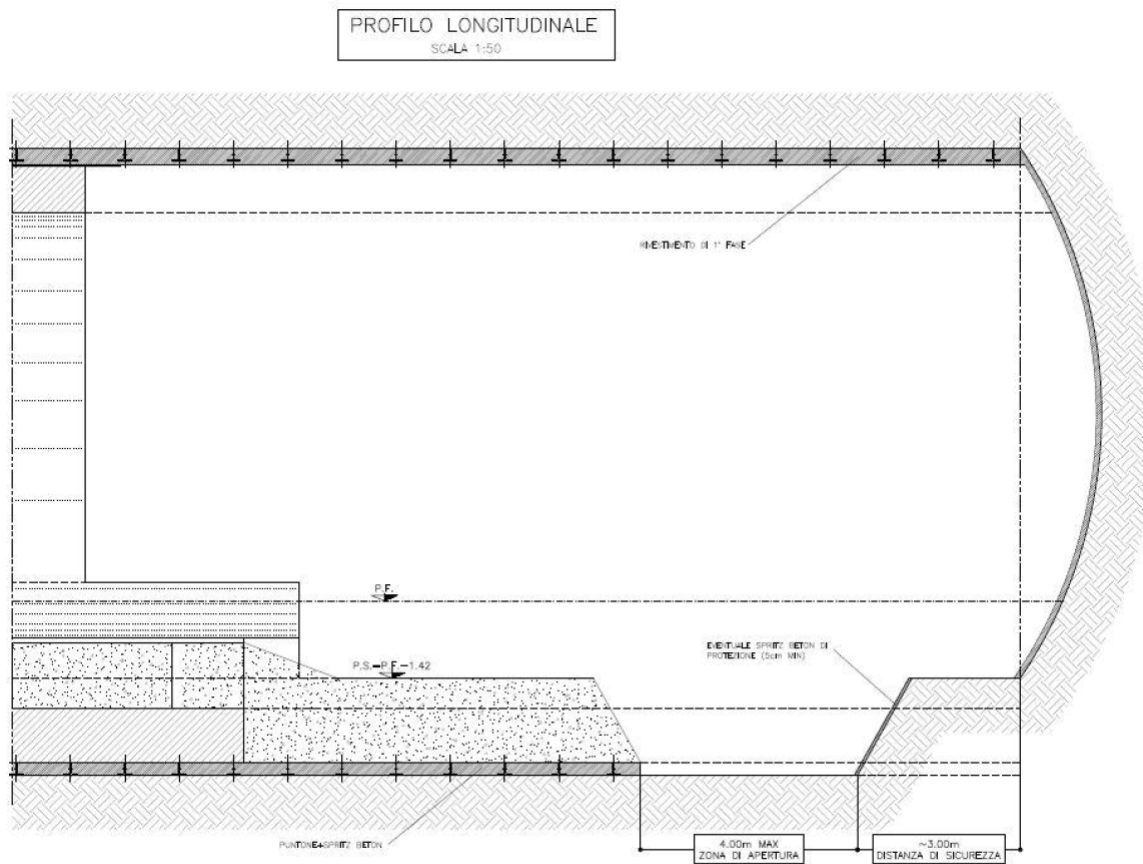 PROFILO LONGITUDINALE
SCALA 1:50
RIVESTIMENTO DI 1° FASE
P.F.
EVENTUALE SPRITZ BETON DI
PROTEZIONE (5cm MIN)
P.S.=P.F.-1.42
PUNTONE+SPRITZ BETON
4.00m MAX
ZONA DI APERTURA
~3.00m
DISTANZA DI SICUREZZA